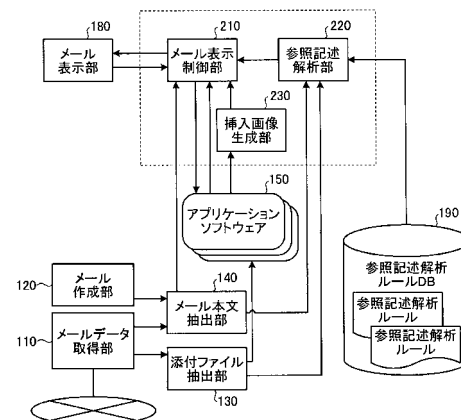 180
メール
表示部
210
メール表示
制御部
220
参照記述
解析部
230
挿入画像
生成部
150
アプリケーション
ソフトウェア
190
参照記述解析
ルールDB
参照記述解析
ルール
参照記述解析
ルール
120
メール
作成部
140
メール本文
抽出部
110
メールデータ
取得部
添付ファイル
抽出部
130